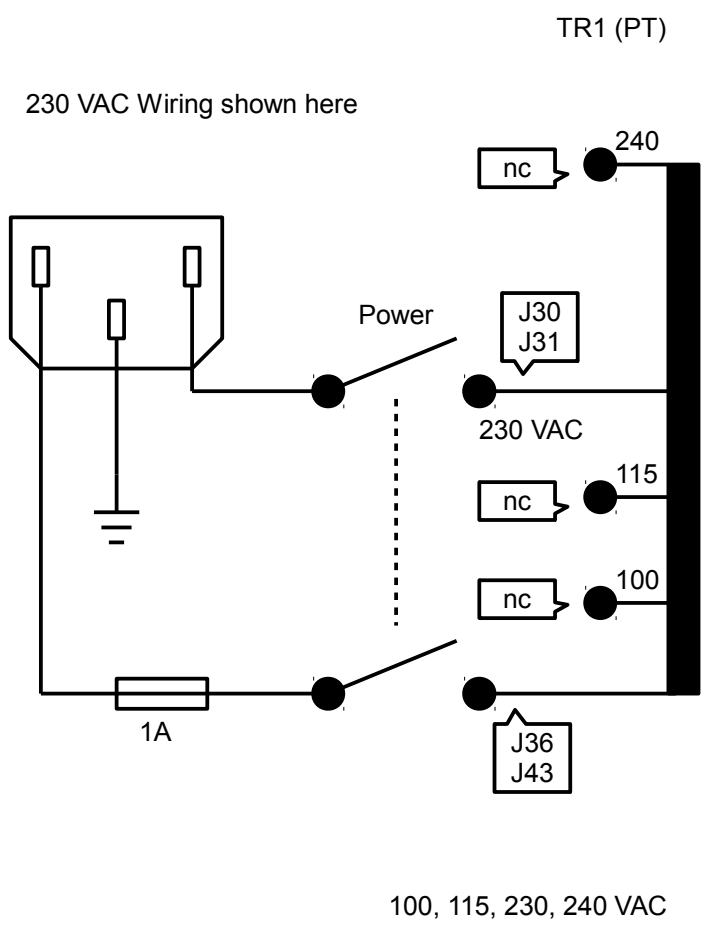 TR1 (PT)
230 VAC Wiring shown here
240
nc
J30
J31
Power
230 VAC
115
nc
100
nc
1A
J36
J43
100, 115, 230, 240 VAC